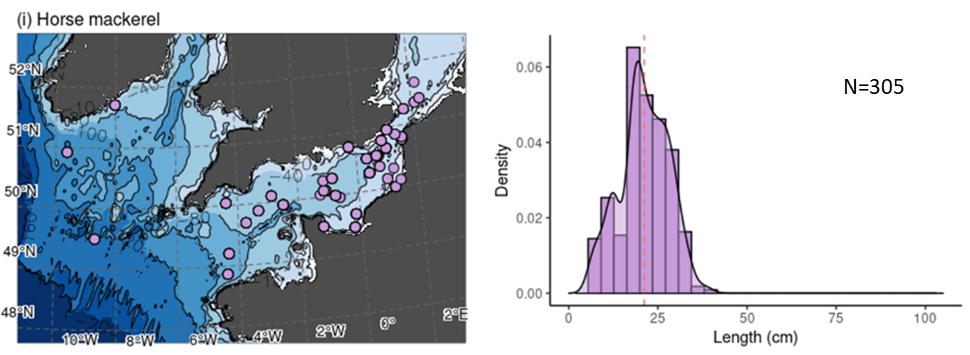 (i) Horse mackerel
52°N
51°N
50°N
49°N
48°N
10°W
8°W
6°W
4°W
2°W
0°
2°E
-10
-40
100
-40
N=305
Density
0.06
0.04
0.02
0.00
0
25
50
75
100
Length (cm)